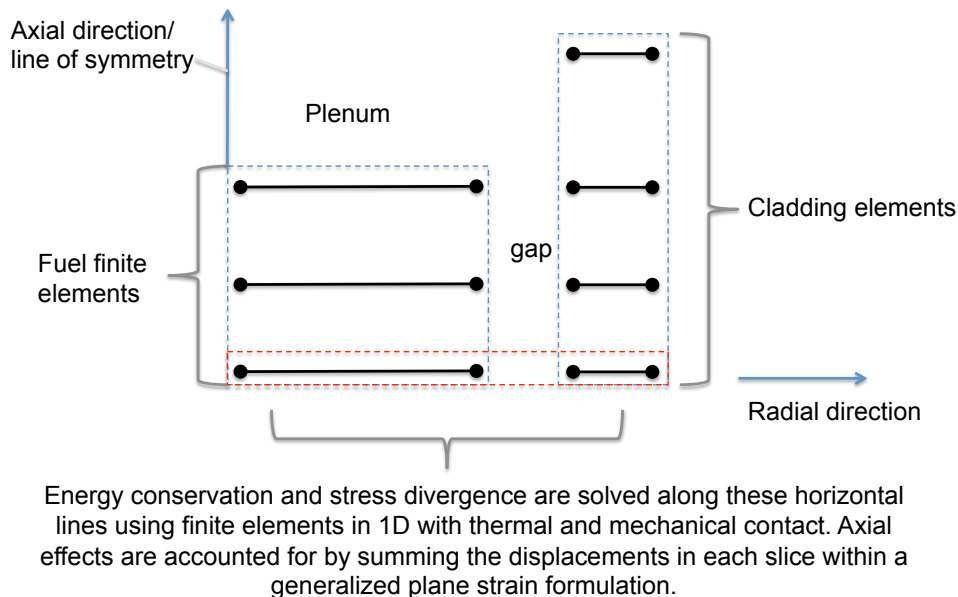 Axial direction/
line of symmetry
Plenum
Cladding elements
gap
Fuel finite
elements
Radial direction
Energy conservation and stress divergence are solved along these horizontal
lines using finite elements in 1D with thermal and mechanical contact. Axial
effects are accounted for by summing the displacements in each slice within a
generalized plane strain formulation.